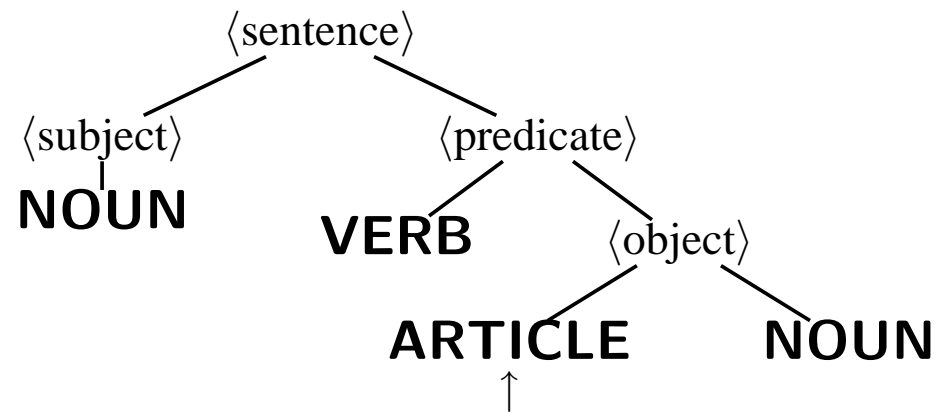 ⟨sentence⟩
⟨subject⟩ ⟨predicate⟩
NOUN VERB ⟨object⟩
ARTICLE NOUN
↑